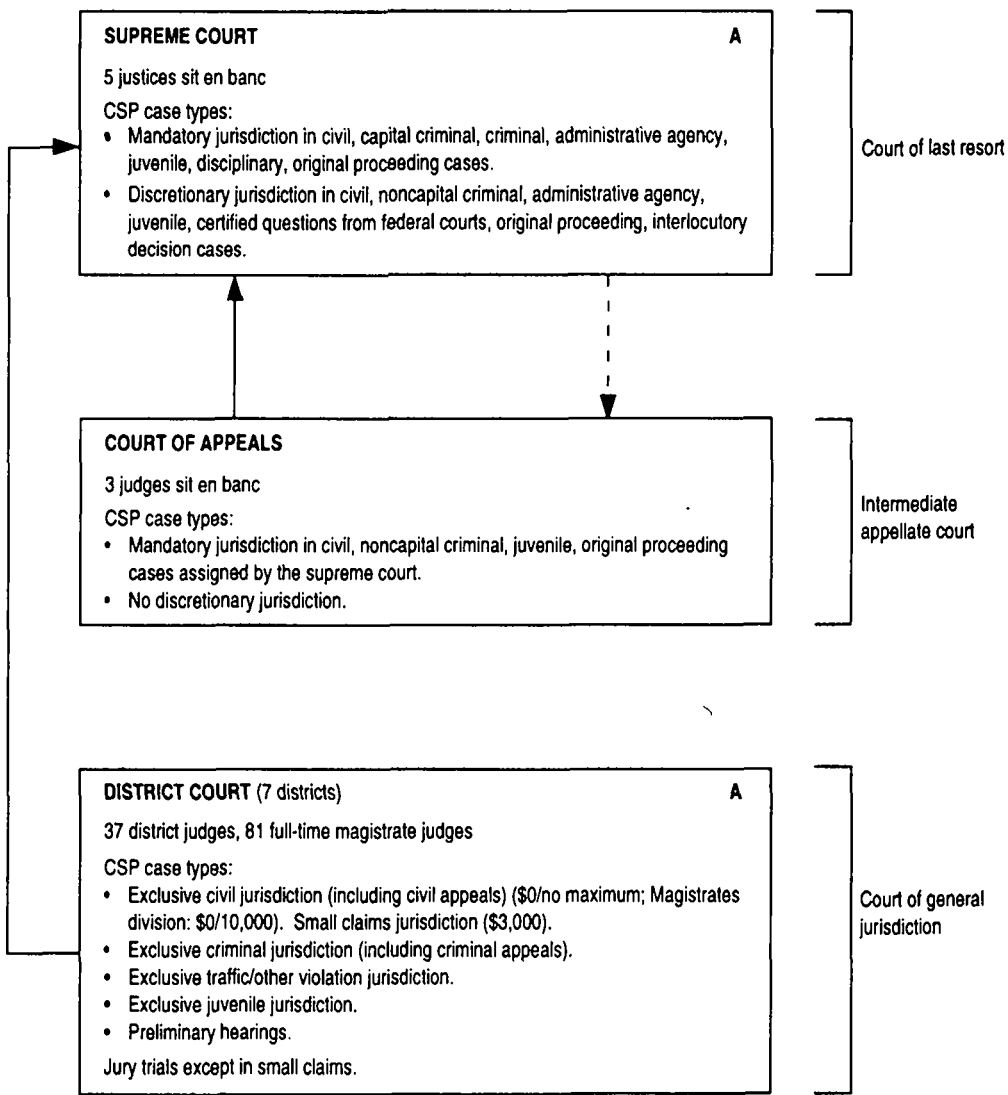 SUPREME COURT A
5 justices sit en banc
CSP case types:
• Mandatory jurisdiction in civil, capital criminal, criminal, administrative agency,
juvenile, disciplinary, original proceeding cases.
• Discretionary jurisdiction in civil, noncapital criminal, administrative agency,
juvenile, certified questions from federal courts, original proceeding, interlocutory
decision cases.
Court of last resort
COURT OF APPEALS
3 judges sit en banc
CSP case types:
• Mandatory jurisdiction in civil, noncapital criminal, juvenile, original proceeding
cases assigned by the supreme court.
• No discretionary jurisdiction.
Intermediate
appellate court
DISTRICT COURT (7 districts) A
37 district judges, 81 full-time magistrate judges
CSP case types:
• Exclusive civil jurisdiction (including civil appeals) ($0/no maximum; Magistrates
division: $0/10,000). Small claims jurisdiction ($3,000).
• Exclusive criminal jurisdiction (including criminal appeals).
• Exclusive traffic/other violation jurisdiction.
• Exclusive juvenile jurisdiction.
• Preliminary hearings.
Jury trials except in small claims.
Court of general
jurisdiction